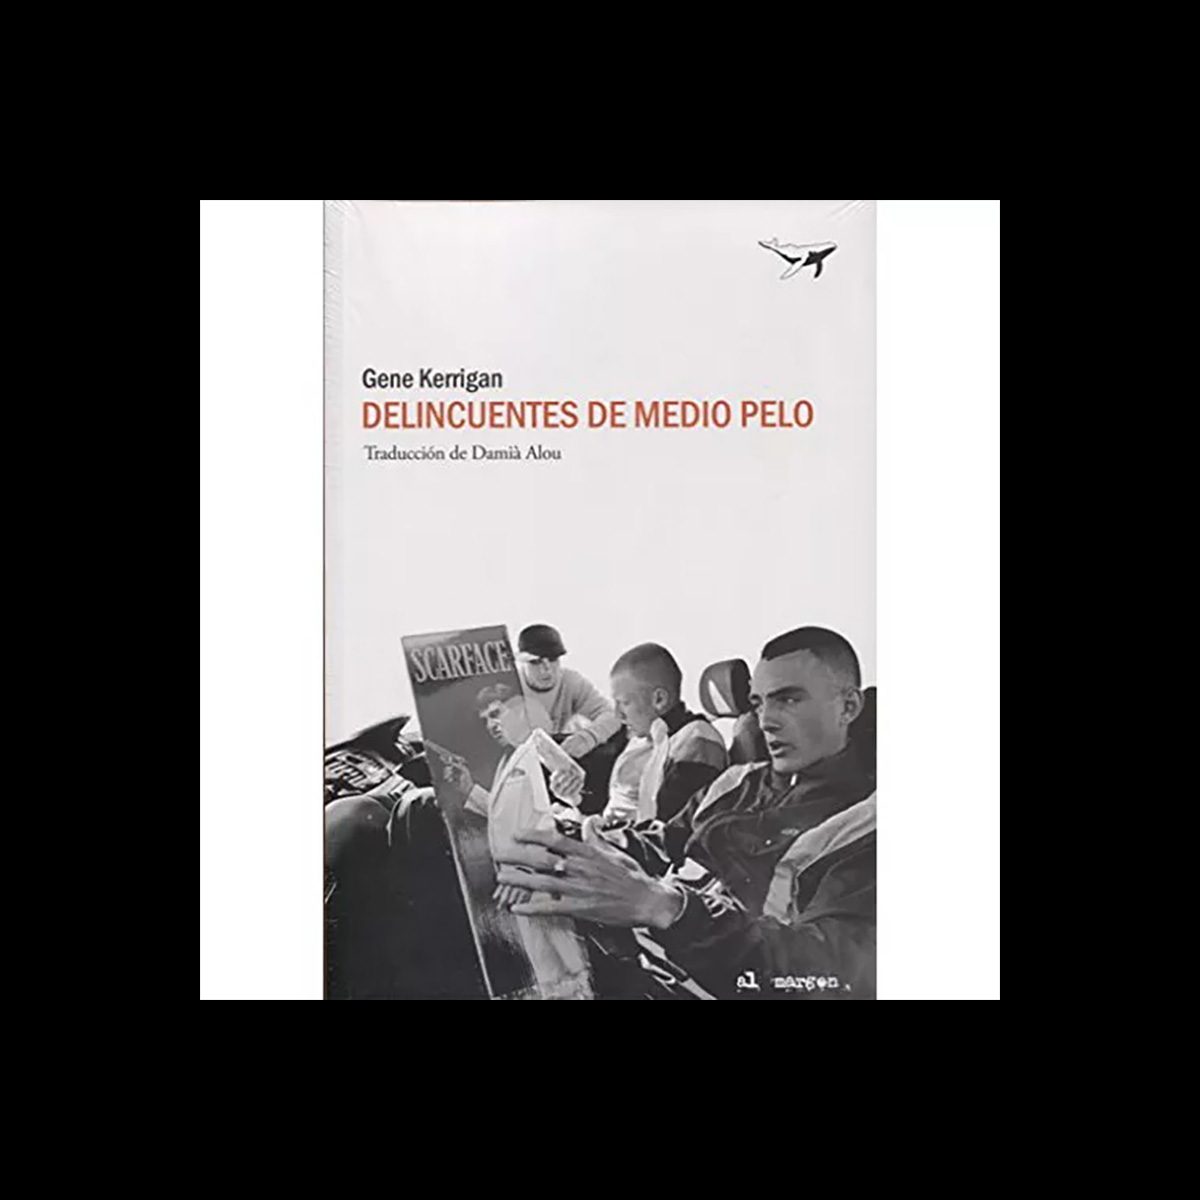 Gene Kerrigan
DELINCUENTES DE MEDIO PELO
Traducción de Damià Alou
SCARFACE
al margen